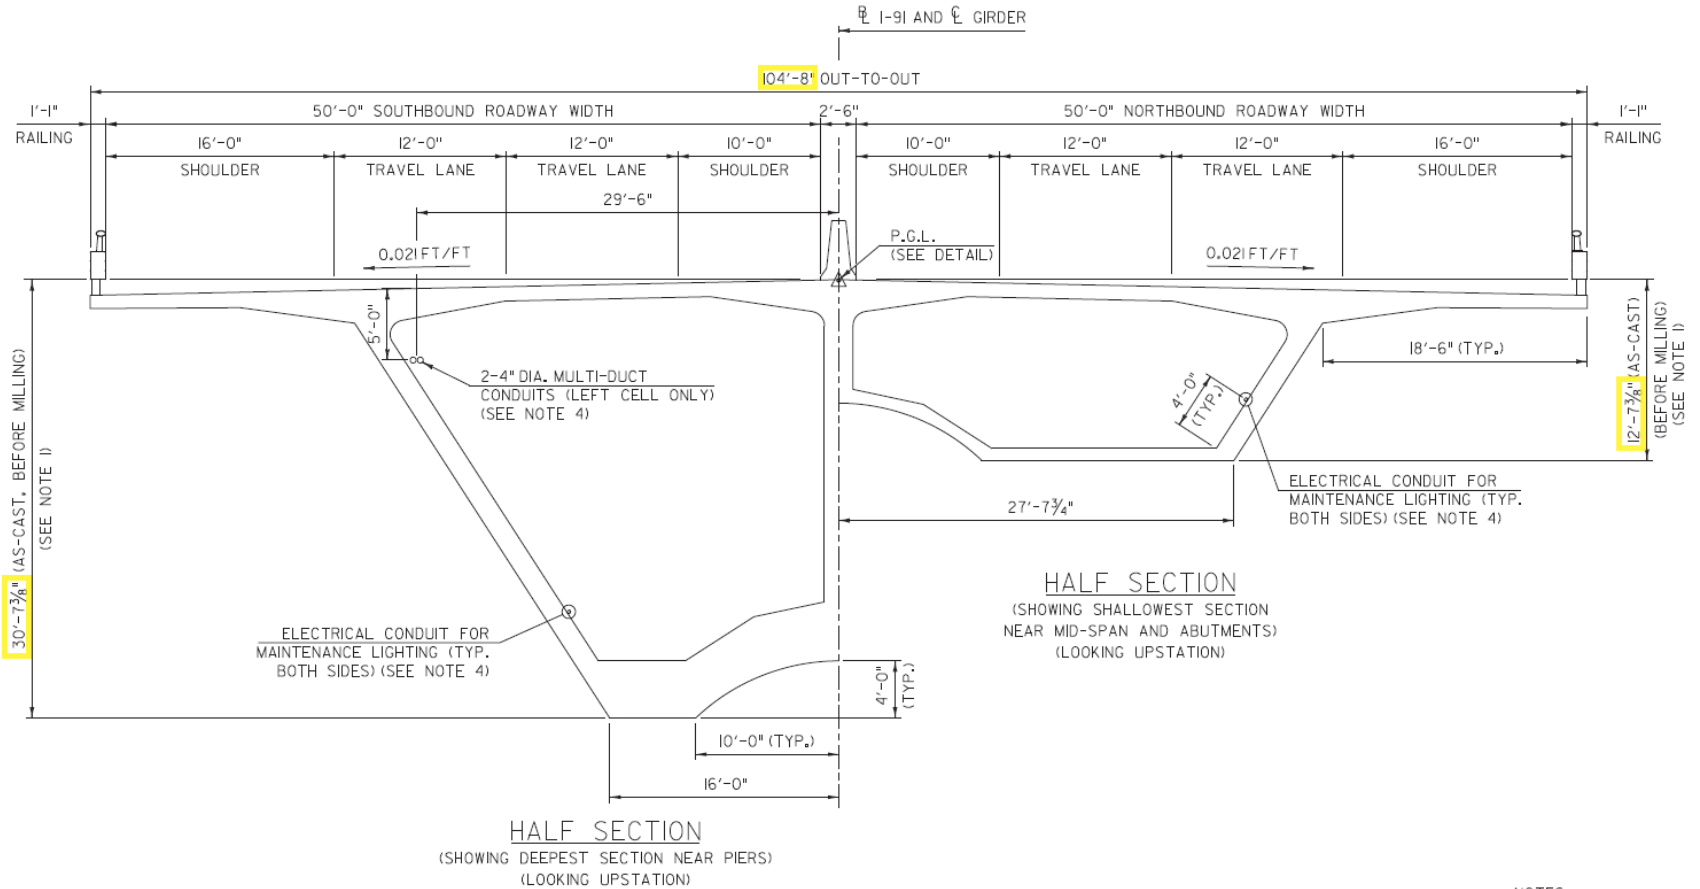 ℄ I-91 AND ℄ GIRDER
104'-8" OUT-TO-OUT
1'-1" 50'-0" SOUTHBOUND ROADWAY WIDTH 2'-6" 50'-0" NORTHBOUND ROADWAY WIDTH 1'-1"
RAILING 16'-0" 12'-0" 12'-0" 10'-0" 10'-0" 12'-0" 12'-0" 16'-0" RAILING
SHOULDER TRAVEL LANE TRAVEL LANE SHOULDER SHOULDER TRAVEL LANE TRAVEL LANE SHOULDER
29'-6"
P.G.L.
(SEE DETAIL)
0.021FT/FT
0.021FT/FT
5'-0"
2-4" DIA. MULTI-DUCT
CONDUITS (LEFT CELL ONLY)
(SEE NOTE 4)
18'-6" (TYP.)
4'-0"
(TYP.)
12'-7⅜" (AS-CAST)
(BEFORE MILLING)
(SEE NOTE 1)
30'-7⅜" (AS-CAST, BEFORE MILLING)
(SEE NOTE 1)
ELECTRICAL CONDUIT FOR
MAINTENANCE LIGHTING (TYP.
BOTH SIDES) (SEE NOTE 4)
27'-7¾"
HALF SECTION
(SHOWING SHALLOWEST SECTION
NEAR MID-SPAN AND ABUTMENTS)
(LOOKING UPSTATION)
ELECTRICAL CONDUIT FOR
MAINTENANCE LIGHTING (TYP.
BOTH SIDES) (SEE NOTE 4)
4'-0"
(TYP.)
10'-0" (TYP.)
16'-0"
HALF SECTION
(SHOWING DEEPEST SECTION NEAR PIERS)
(LOOKING UPSTATION)